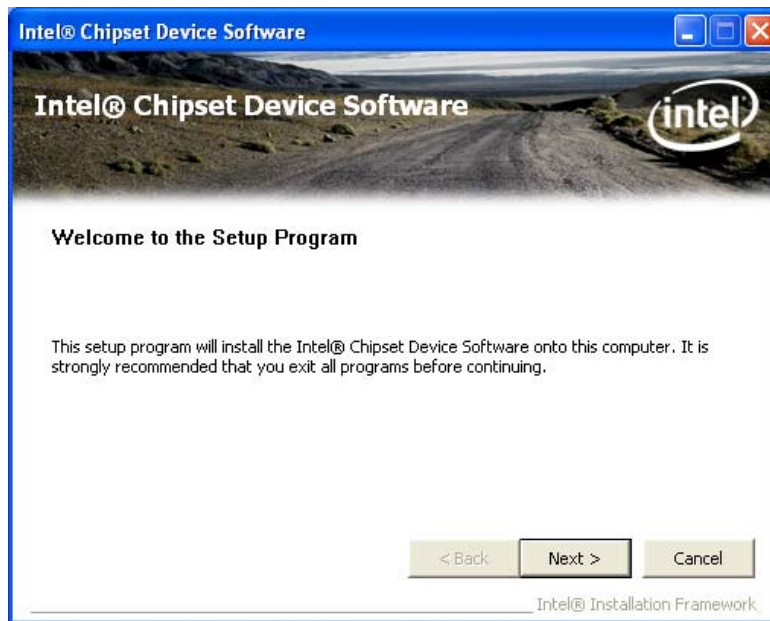 Intel® Chipset Device Software
Intel® Chipset Device Software
intel®
Welcome to the Setup Program
This setup program will install the Intel® Chipset Device Software onto this computer. It is
strongly recommended that you exit all programs before continuing.
< Back
Next >
Cancel
Intel® Installation Framework